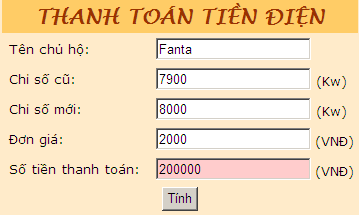 THANH TOÁN TIỀN ĐIỆN
Tên chủ hộ: Fanta
Chỉ số cũ: 7900 (Kw)
Chỉ số mới: 8000 (Kw)
Đơn giá: 2000 (VNĐ)
Số tiền thanh toán: 200000 (VNĐ)
Tính